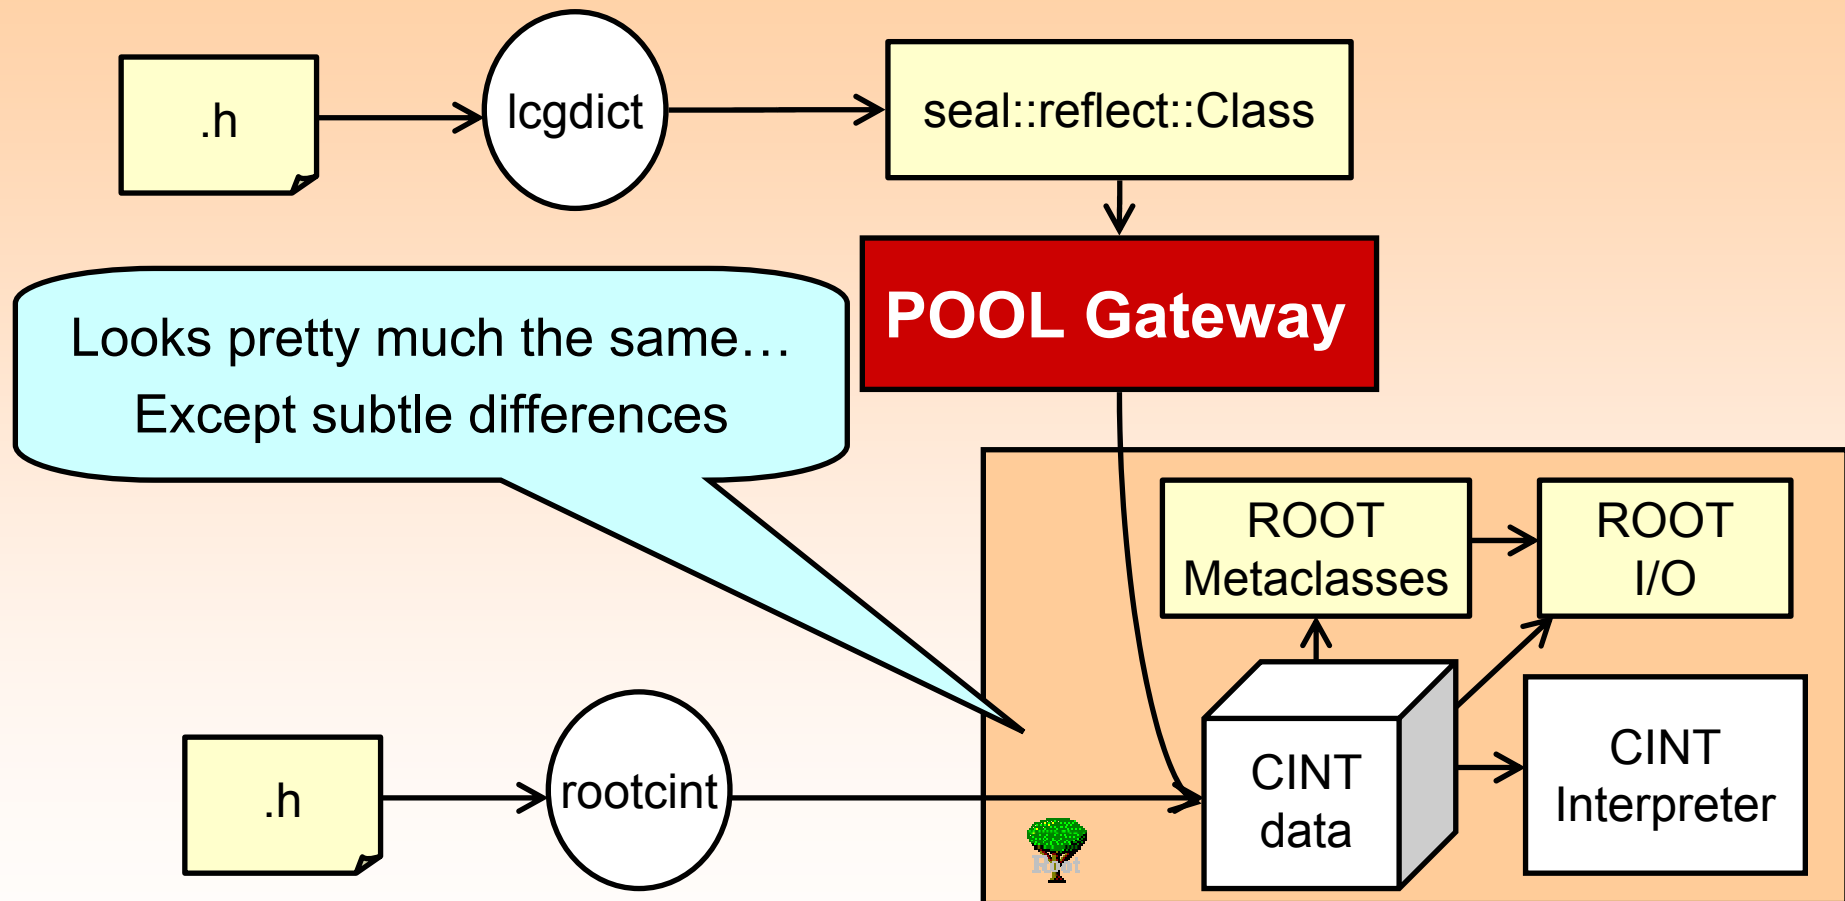 .h
lcgdict
seal::reflect::Class
POOL Gateway
Looks pretty much the same…
Except subtle differences
ROOT
Metaclasses
ROOT
I/O
.h
rootcint
CINT
data
CINT
Interpreter
Root